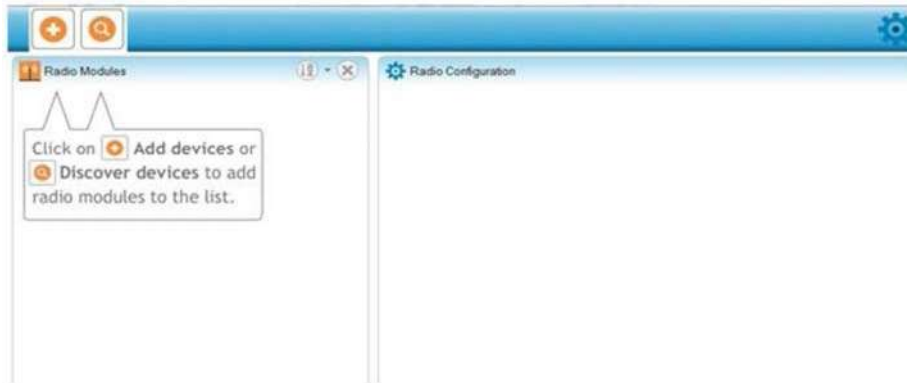 Radio Modules
Radio Configuration
Click on Add devices or
Discover devices to add
radio modules to the list.